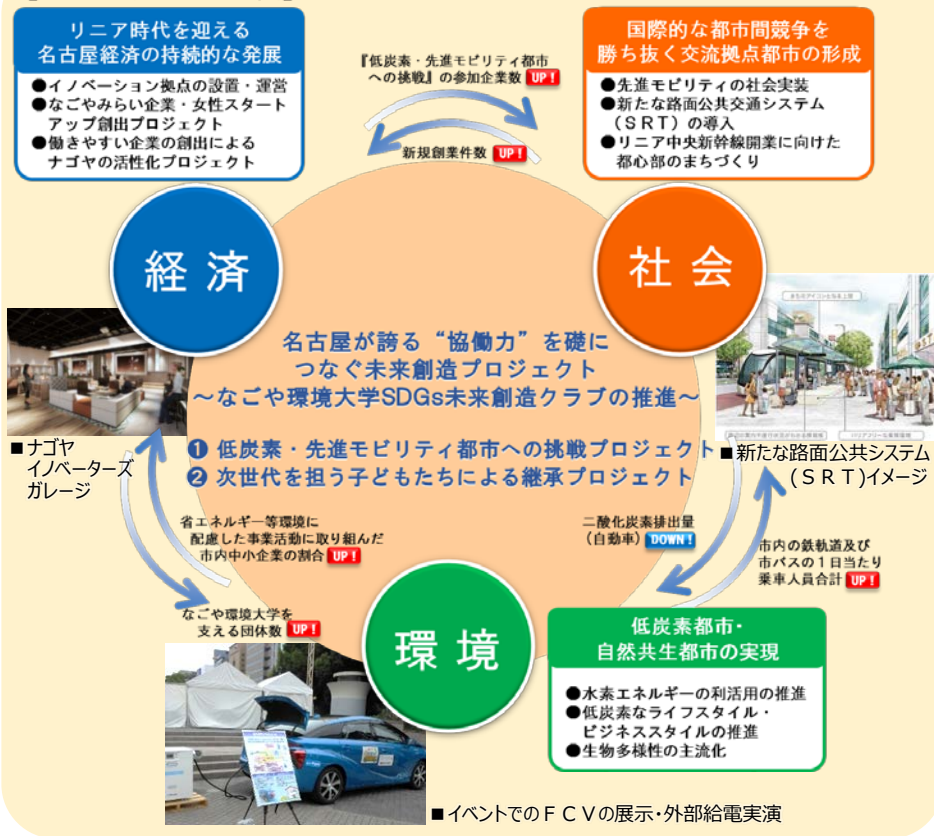 リニア時代を迎える
名古屋経済の持続的な発展
●イノベーション拠点の設置・運営
●なごやみらい企業・女性スタート
アップ創出プロジェクト
●働きやすい企業の創出による
ナゴヤの活性化プロジェクト
『低炭素・先進モビリティ都市
への挑戦』の参加企業数 UP！
新規創業件数 UP！
国際的な都市間競争を
勝ち抜く交流拠点都市の形成
●先進モビリティの社会実装
●新たな路面公共交通システム
（ＳＲＴ）の導入
●リニア中央新幹線開業に向けた
都心部のまちづくり
経済
社会
名古屋が誇る“協働力”を礎に
つなぐ未来創造プロジェクト
～なごや環境大学SDGs未来創造クラブの推進～
❶ 低炭素・先進モビリティ都市への挑戦プロジェクト
❷ 次世代を担う子どもたちによる継承プロジェクト
■ナゴヤ
イノベーターズ
ガレージ
■新たな路面公共システム
(ＳＲＴ)イメージ
省エネルギー等環境に
配慮した事業活動に取り組んだ
市内中小企業の割合 UP！
なごや環境大学を
支える団体数 UP！
二酸化炭素排出量
（自動車） DOWN！
市内の鉄軌道及び
市バスの１日当たり
乗車人員合計 UP！
環境
低炭素都市・
自然共生都市の実現
●水素エネルギーの利活用の推進
●低炭素なライフスタイル・
ビジネススタイルの推進
●生物多様性の主流化
■イベントでのＦＣＶの展示・外部給電実演